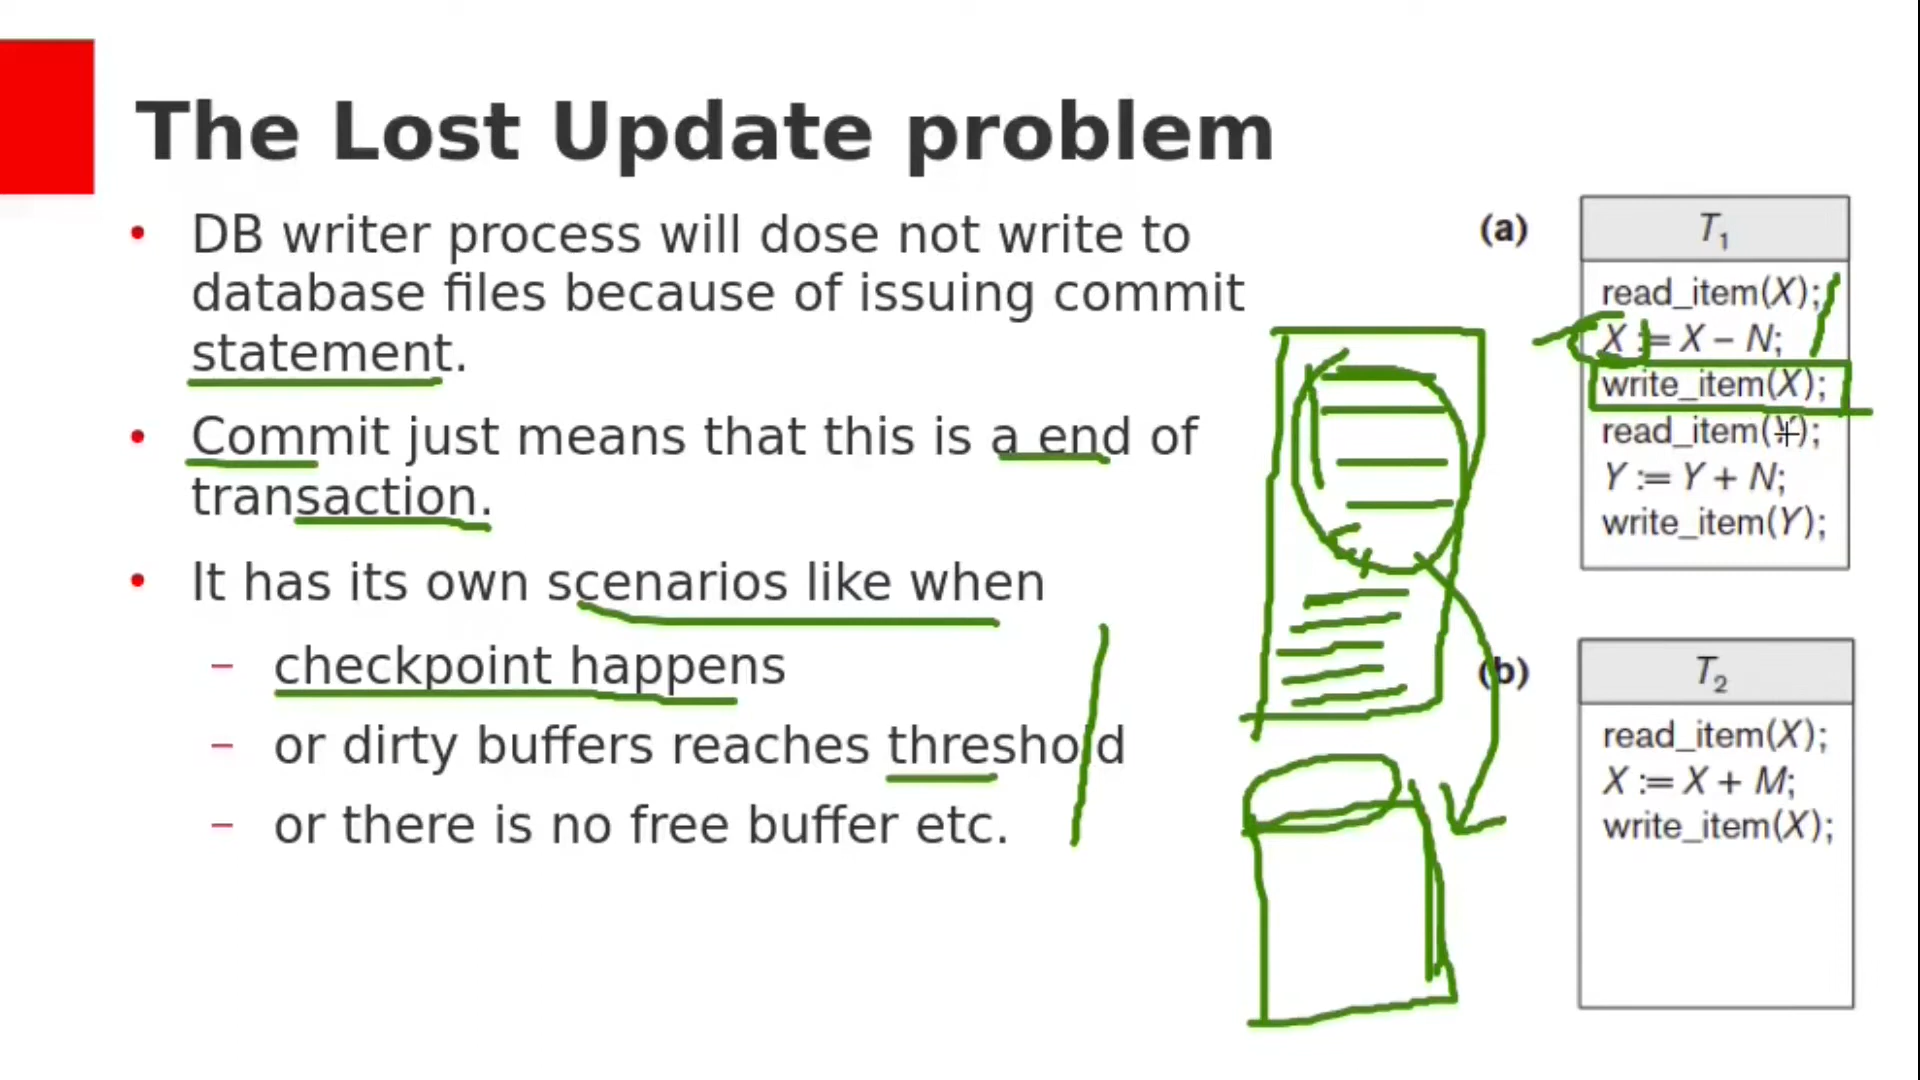 The Lost Update problem
• DB writer process will dose not write to
database files because of issuing commit
statement.
• Commit just means that this is a end of
transaction.
• It has its own scenarios like when
– checkpoint happens
– or dirty buffers reaches threshold
– or there is no free buffer etc.
(a)
T₁
read_item(X);
X := X – N;
write_item(X);
read_item(Y);
Y := Y + N;
write_item(Y);
(b)
T₂
read_item(X);
X := X + M;
write_item(X);